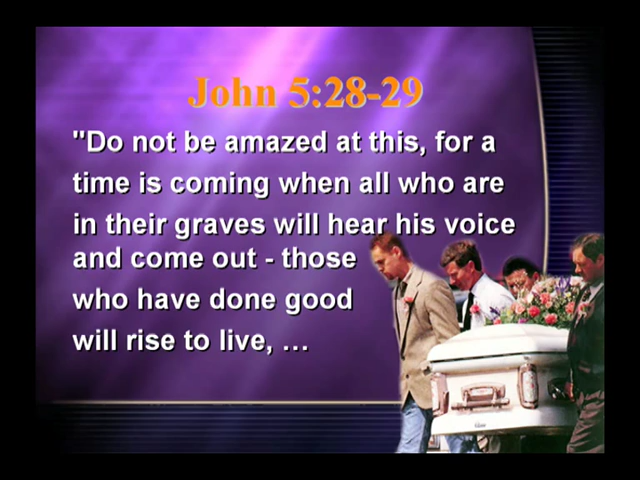 John 5:28-29
"Do not be amazed at this, for a
time is coming when all who are
in their graves will hear his voice
and come out - those
who have done good
will rise to live, …